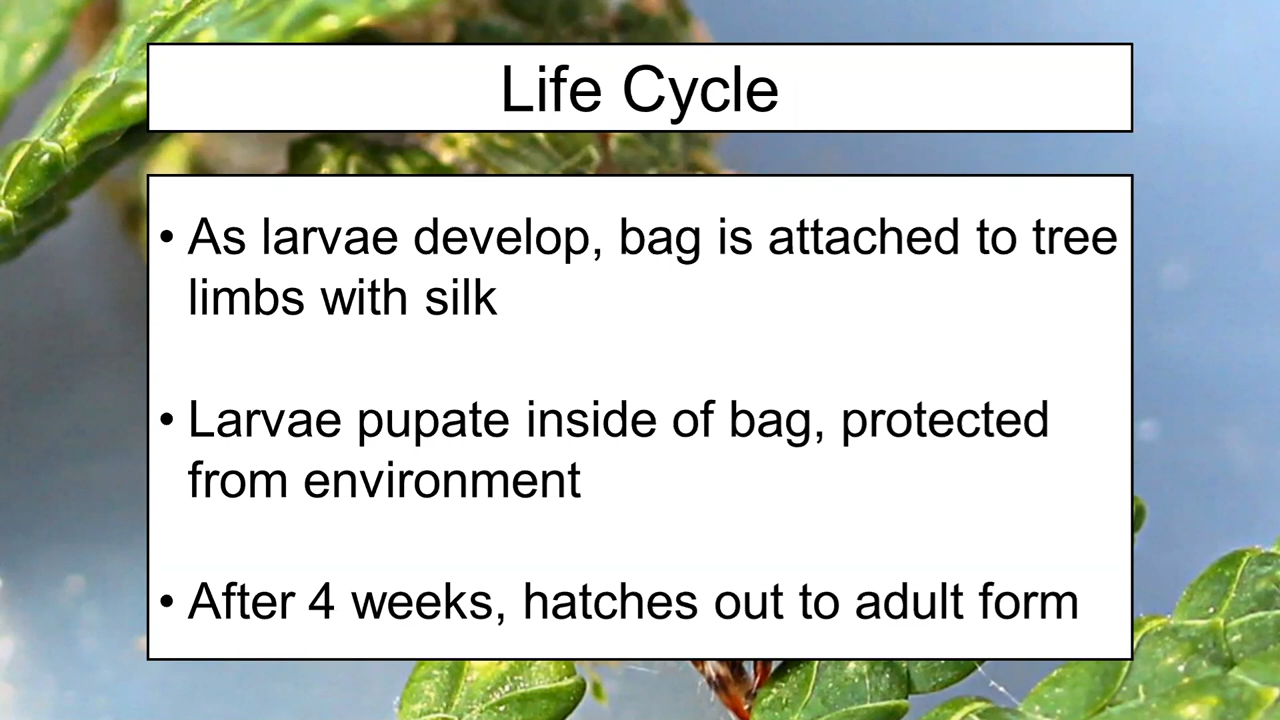 Life Cycle
• As larvae develop, bag is attached to tree
limbs with silk
• Larvae pupate inside of bag, protected
from environment
• After 4 weeks, hatches out to adult form